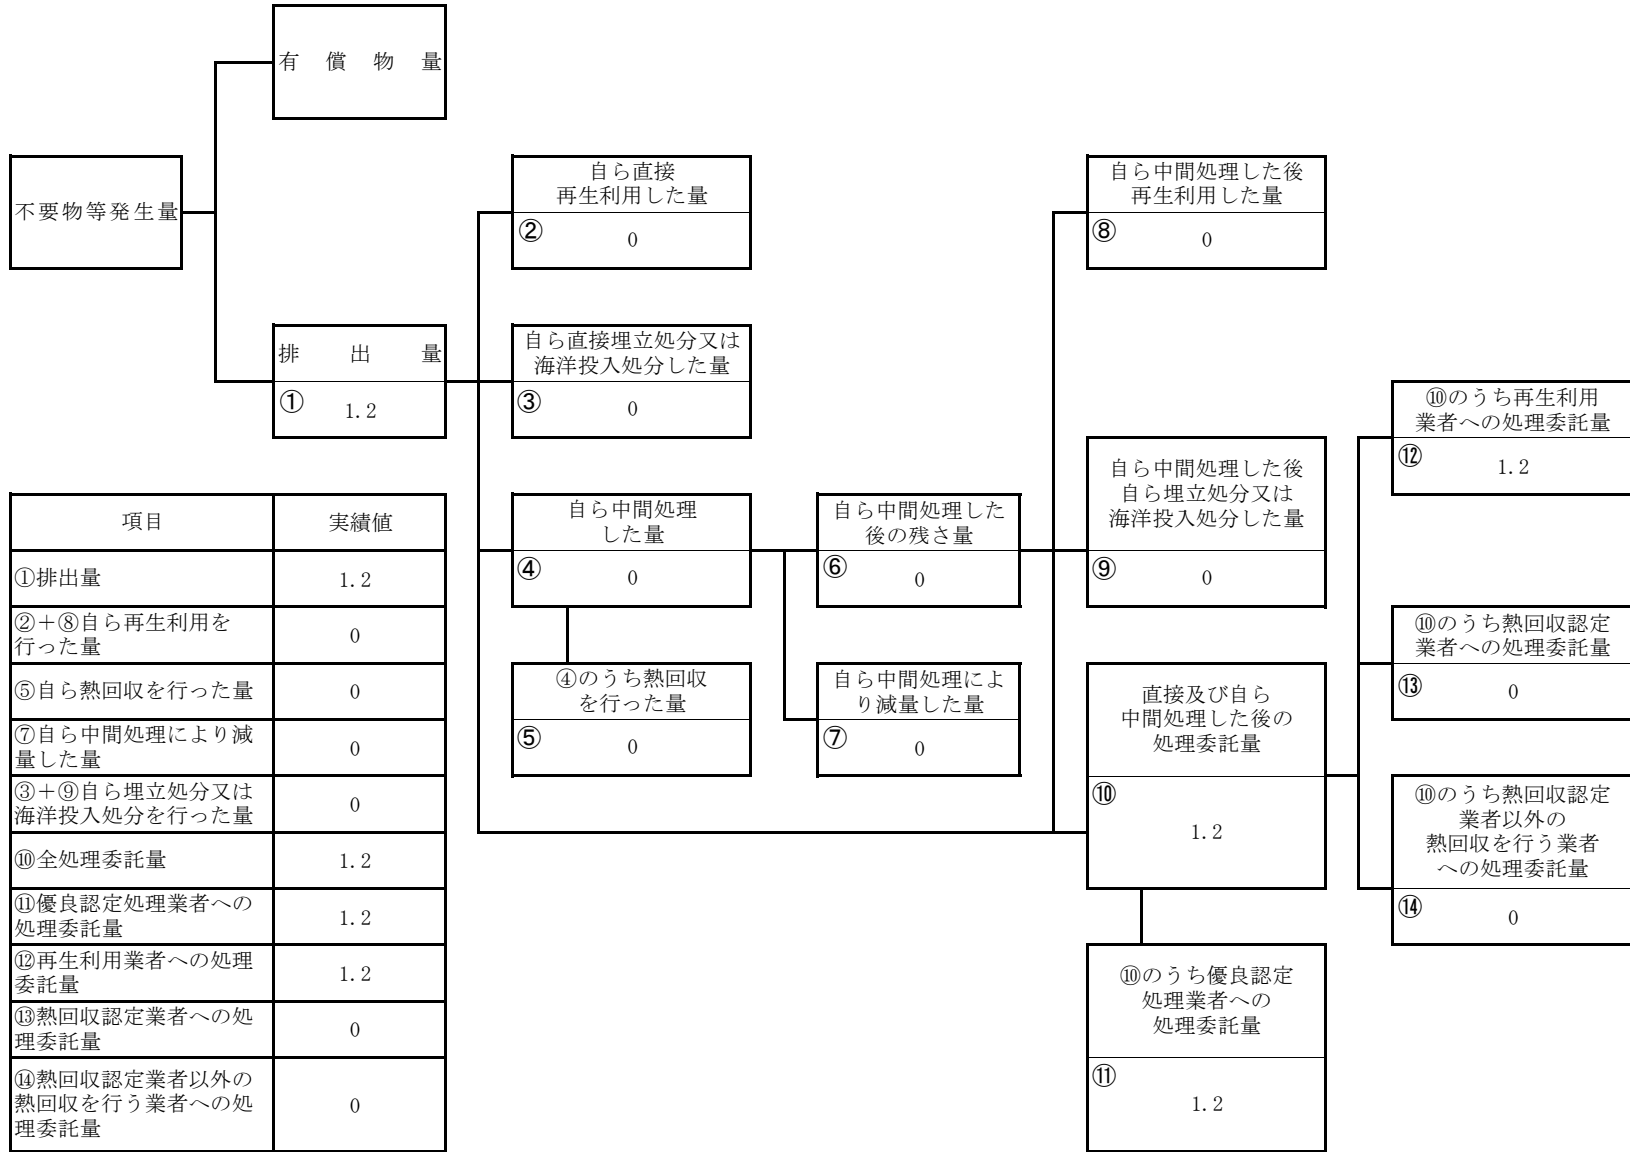 有償物量
不要物等発生量
自ら直接
再生利用した量
② 0
自ら中間処理した後
再生利用した量
⑧ 0
排出量
① 1.2
自ら直接埋立処分又は
海洋投入処分した量
③ 0
⑩のうち再生利用
業者への処理委託量
⑫ 1.2
自ら中間処理した後
自ら埋立処分又は
海洋投入処分した量
⑨ 0
自ら中間処理
した量
④ 0
自ら中間処理した
後の残さ量
⑥ 0
④のうち熱回収
を行った量
⑤ 0
自ら中間処理によ
り減量した量
⑦ 0
⑩のうち熱回収認定
業者への処理委託量
⑬ 0
直接及び自ら
中間処理した後の
処理委託量
⑩ 1.2
⑩のうち熱回収認定
業者以外の
熱回収を行う業者
への処理委託量
⑭ 0
⑩のうち優良認定
処理業者への
処理委託量
⑪ 1.2
項目 実績値
①排出量 1.2
②＋⑧自ら再生利用を
行った量 0
⑤自ら熱回収を行った量 0
⑦自ら中間処理により減
量した量 0
③＋⑨自ら埋立処分又は
海洋投入処分を行った量 0
⑩全処理委託量 1.2
⑪優良認定処理業者への
処理委託量 1.2
⑫再生利用業者への処理
委託量 1.2
⑬熱回収認定業者への処
理委託量 0
⑭熱回収認定業者以外の
熱回収を行う業者への処
理委託量 0